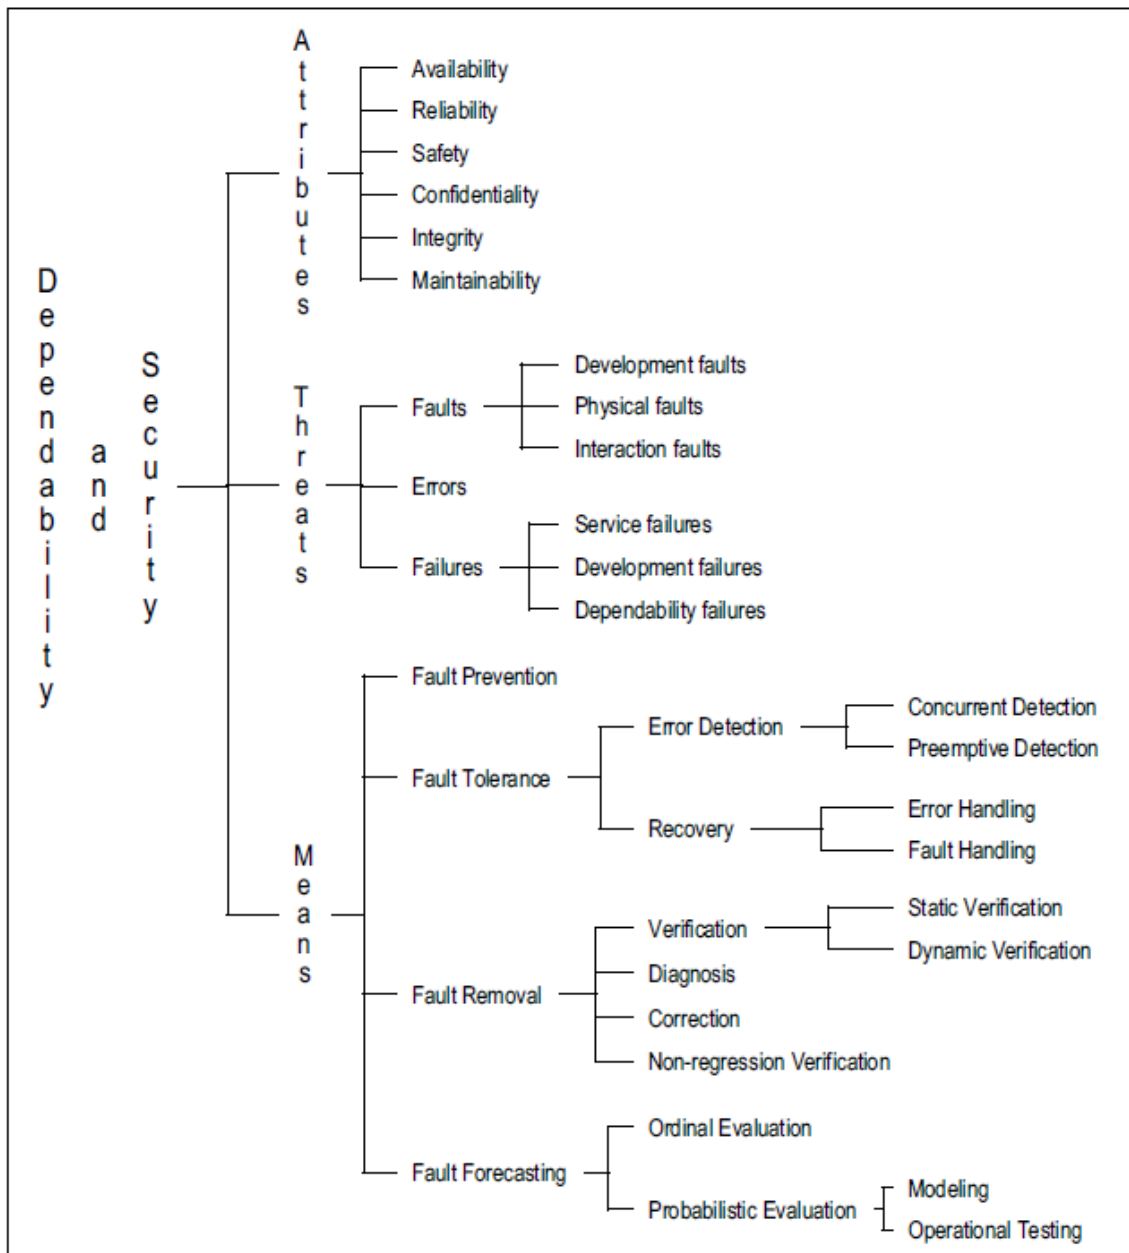 Dependability
and
Security
Attributes
Availability
Reliability
Safety
Confidentiality
Integrity
Maintainability
Threats
Faults
Development faults
Physical faults
Interaction faults
Errors
Failures
Service failures
Development failures
Dependability failures
Means
Fault Prevention
Fault Tolerance
Error Detection
Concurrent Detection
Preemptive Detection
Recovery
Error Handling
Fault Handling
Fault Removal
Verification
Static Verification
Dynamic Verification
Diagnosis
Correction
Non-regression Verification
Fault Forecasting
Ordinal Evaluation
Probabilistic Evaluation
Modeling
Operational Testing